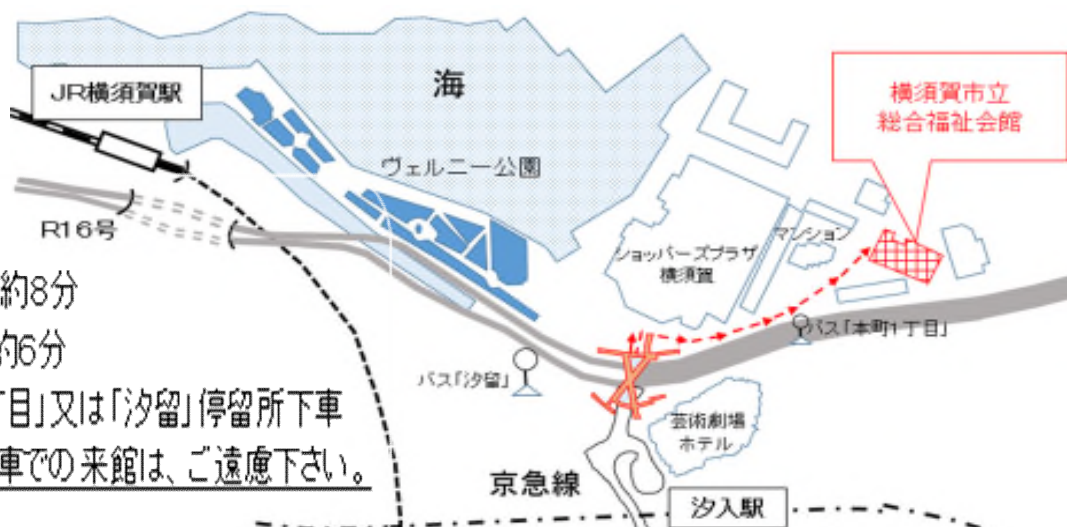 海
JR横須賀駅
横須賀市立
総合福祉会館
ヴェルニー公園
R16号
マンション
ショッパーズプラザ
横須賀
約8分
バス「本町1丁目」
約6分
バス「汐留」
丁目」又は「汐留」停留所下車
芸術劇場
ホテル
車での来館は、ご遠慮下さい。
京急線
汐入駅